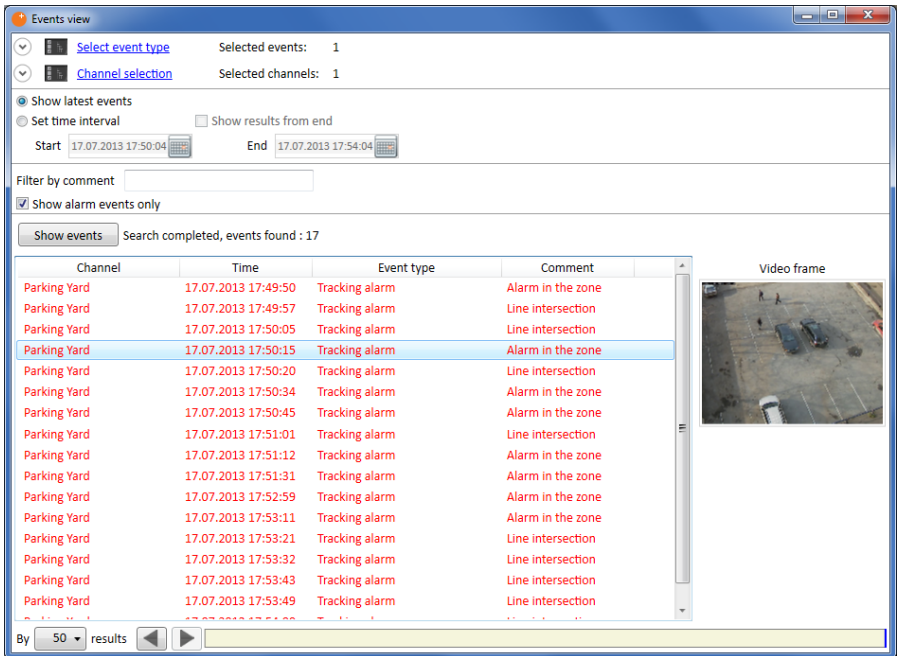 Events view
Select event type Selected events: 1
Channel selection Selected channels: 1
Show latest events
Set time interval Show results from end
Start 17.07.2013 17:50:04 End 17.07.2013 17:54:04
Filter by comment
Show alarm events only
Show events Search completed, events found : 17
Channel Time Event type Comment Video frame
Parking Yard 17.07.2013 17:49:50 Tracking alarm Alarm in the zone
Parking Yard 17.07.2013 17:49:57 Tracking alarm Line intersection
Parking Yard 17.07.2013 17:50:05 Tracking alarm Line intersection
Parking Yard 17.07.2013 17:50:15 Tracking alarm Alarm in the zone
Parking Yard 17.07.2013 17:50:20 Tracking alarm Line intersection
Parking Yard 17.07.2013 17:50:34 Tracking alarm Alarm in the zone
Parking Yard 17.07.2013 17:50:45 Tracking alarm Alarm in the zone
Parking Yard 17.07.2013 17:51:01 Tracking alarm Line intersection
Parking Yard 17.07.2013 17:51:12 Tracking alarm Alarm in the zone
Parking Yard 17.07.2013 17:51:31 Tracking alarm Alarm in the zone
Parking Yard 17.07.2013 17:52:59 Tracking alarm Alarm in the zone
Parking Yard 17.07.2013 17:53:11 Tracking alarm Alarm in the zone
Parking Yard 17.07.2013 17:53:21 Tracking alarm Line intersection
Parking Yard 17.07.2013 17:53:32 Tracking alarm Line intersection
Parking Yard 17.07.2013 17:53:43 Tracking alarm Line intersection
Parking Yard 17.07.2013 17:53:49 Tracking alarm Line intersection
By 50 results